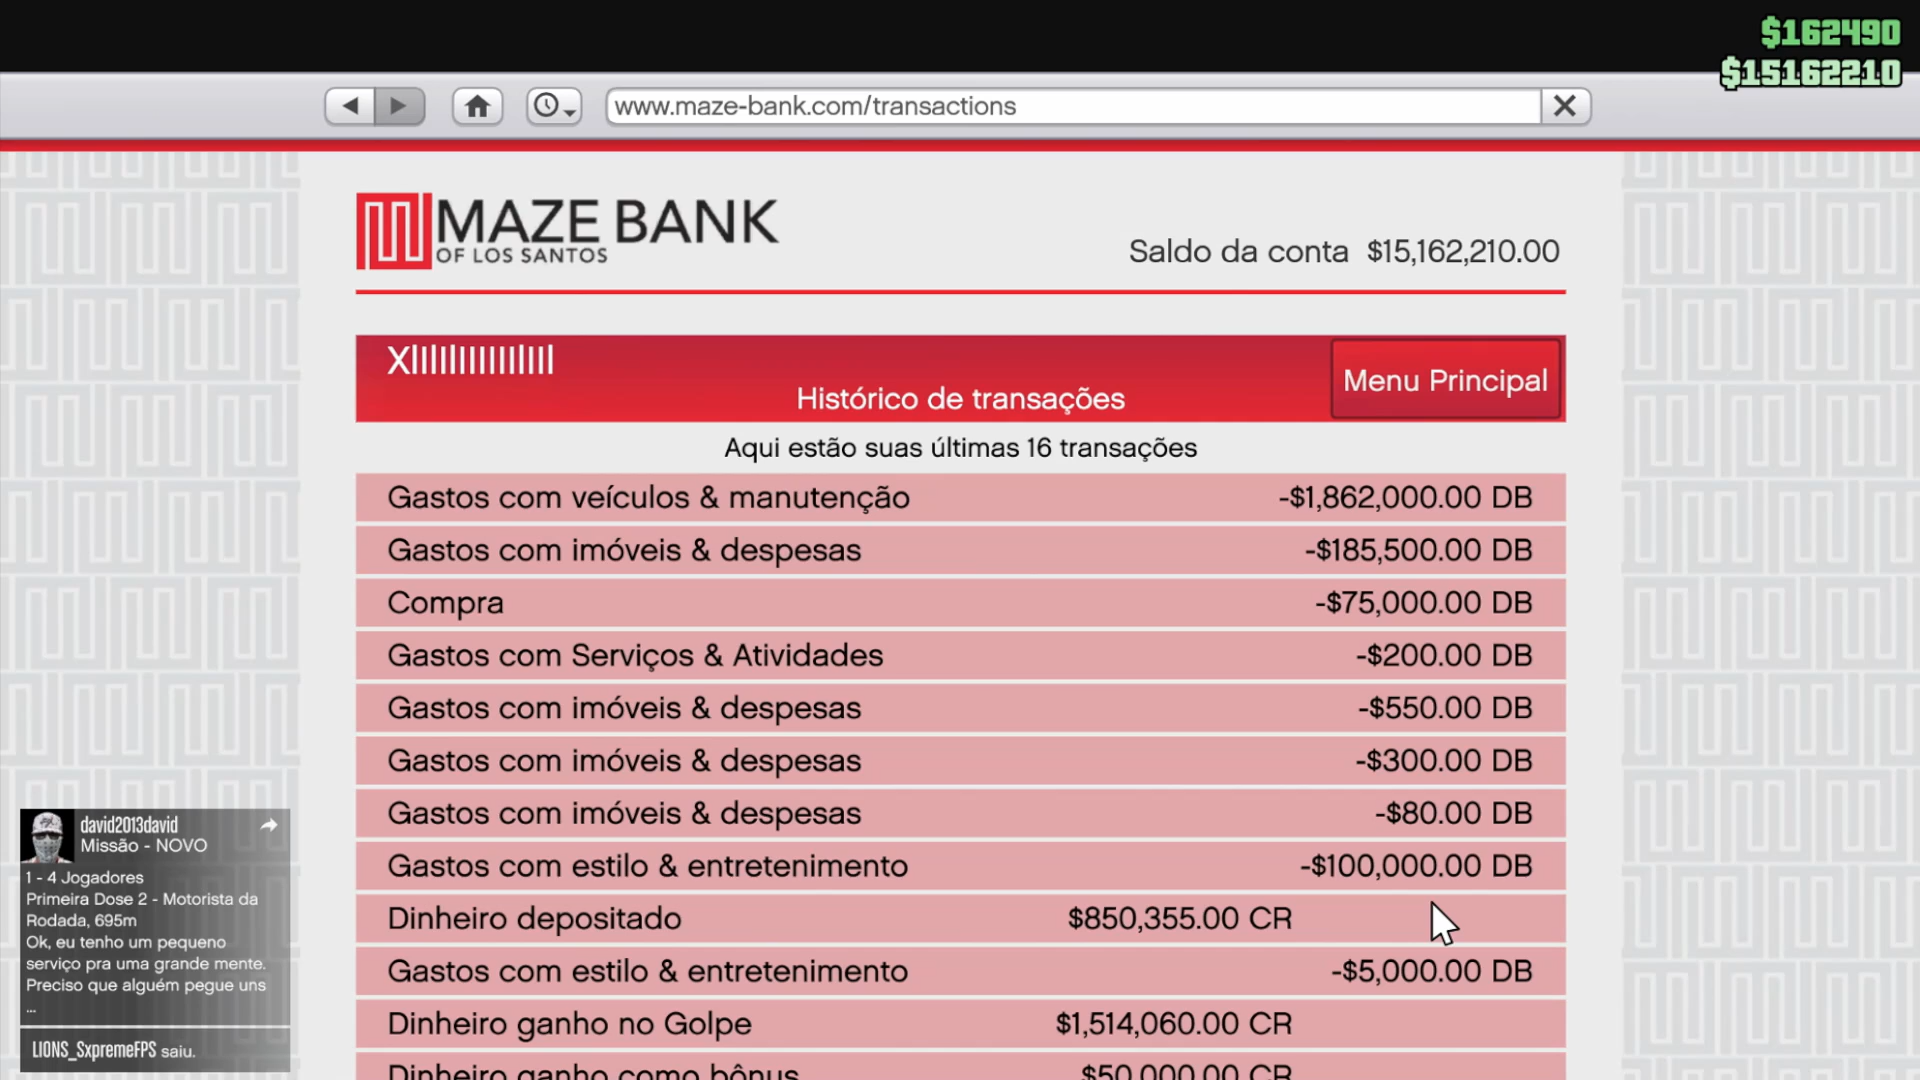 $162490
$15162210
www.maze-bank.com/transactions
MAZE BANK
OF LOS SANTOS
Saldo da conta $15,162,210.00
Menu Principal
Histórico de transações
Aqui estão suas últimas 16 transações
Gastos com veículos & manutenção -$1,862,000.00 DB
Gastos com imóveis & despesas -$185,500.00 DB
Compra -$75,000.00 DB
Gastos com Serviços & Atividades -$200.00 DB
Gastos com imóveis & despesas -$550.00 DB
Gastos com imóveis & despesas -$300.00 DB
Gastos com imóveis & despesas -$80.00 DB
Gastos com estilo & entretenimento -$100,000.00 DB
Dinheiro depositado $850,355.00 CR
Gastos com estilo & entretenimento -$5,000.00 DB
Dinheiro ganho no Golpe $1,514,060.00 CR
Dinheiro ganho como bônus $50,000.00 CR
david2013david
Missão - NOVO
1 - 4 Jogadores
Primeira Dose 2 - Motorista da
Rodada, 695m
Ok, eu tenho um pequeno
serviço pra uma grande mente.
Preciso que alguém pegue uns
...
LIONS_SxpremeFPS saiu.